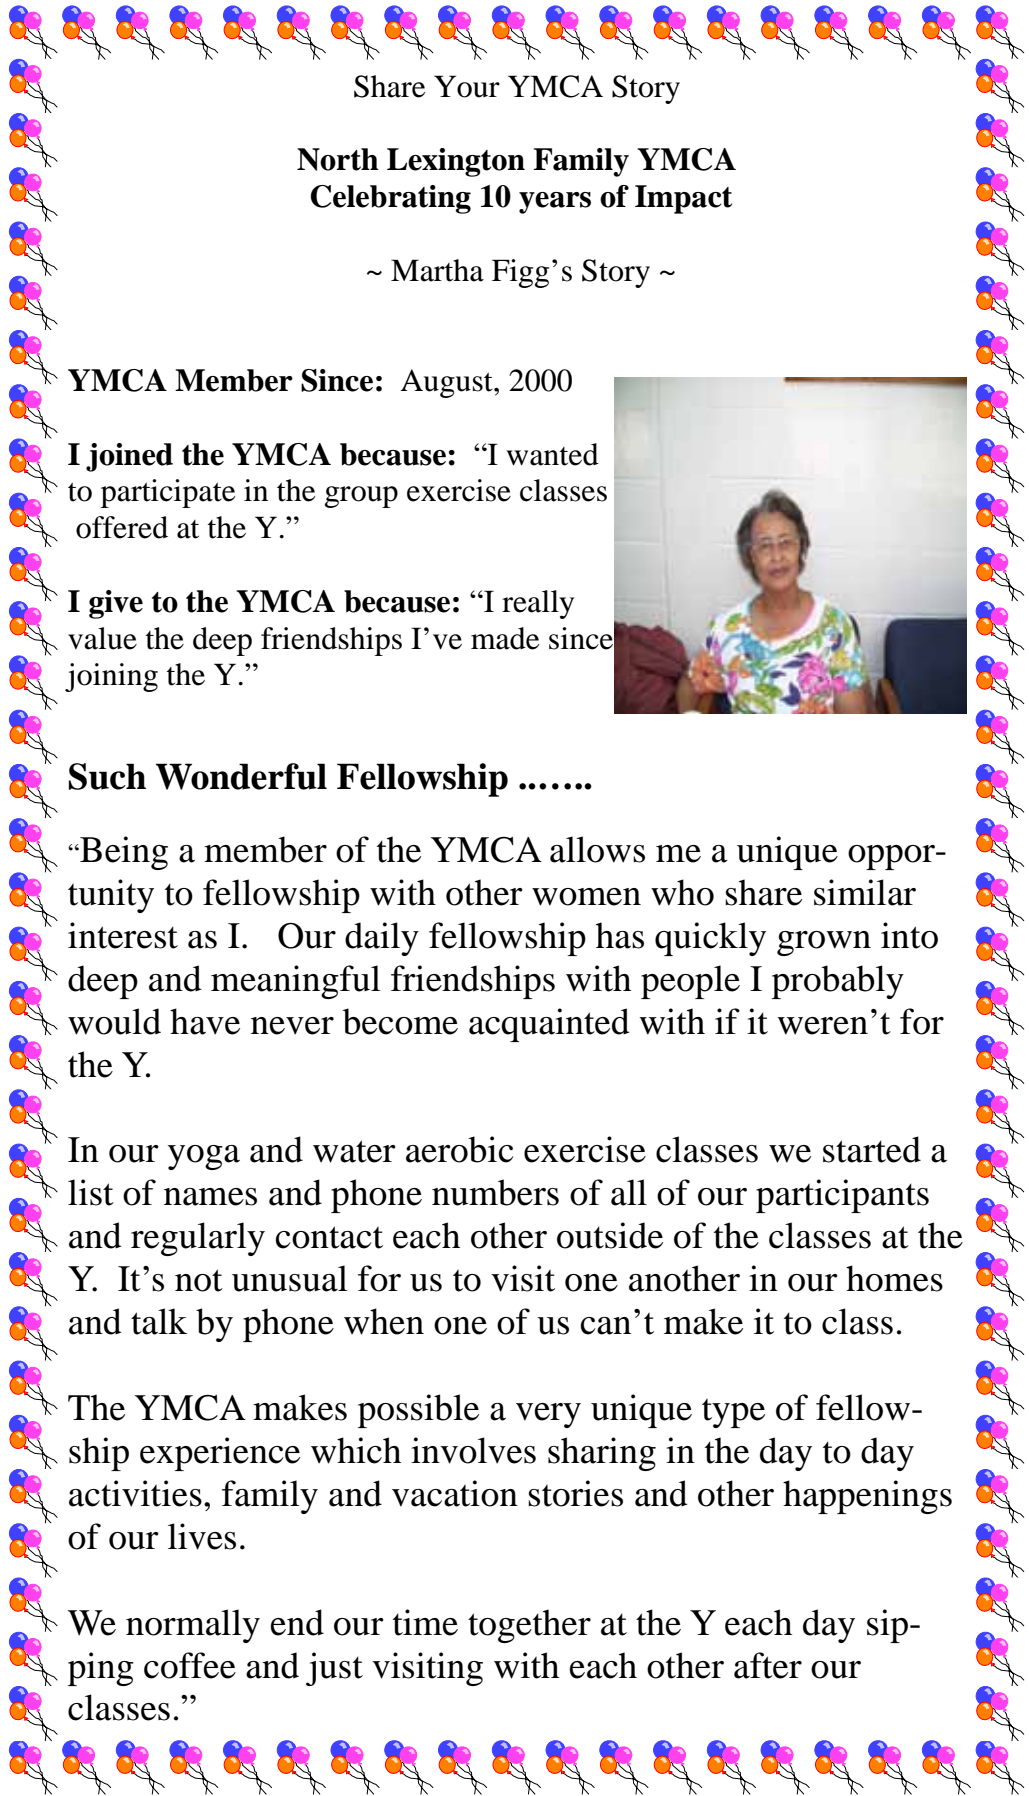 Share Your YMCA Story
North Lexington Family YMCA
Celebrating 10 years of Impact
~ Martha Figg’s Story ~
YMCA Member Since: August, 2000
I joined the YMCA because: “I wanted
to participate in the group exercise classes
offered at the Y.”
I give to the YMCA because: “I really
value the deep friendships I’ve made since
joining the Y.”
Such Wonderful Fellowship ..…..
“Being a member of the YMCA allows me a unique oppor-
tunity to fellowship with other women who share similar
interest as I.   Our daily fellowship has quickly grown into
deep and meaningful friendships with people I probably
would have never become acquainted with if it weren’t for
the Y.
In our yoga and water aerobic exercise classes we started a
list of names and phone numbers of all of our participants
and regularly contact each other outside of the classes at the
Y.  It’s not unusual for us to visit one another in our homes
and talk by phone when one of us can’t make it to class.
The YMCA makes possible a very unique type of fellow-
ship experience which involves sharing in the day to day
activities, family and vacation stories and other happenings
of our lives.
We normally end our time together at the Y each day sip-
ping coffee and just visiting with each other after our
classes.”